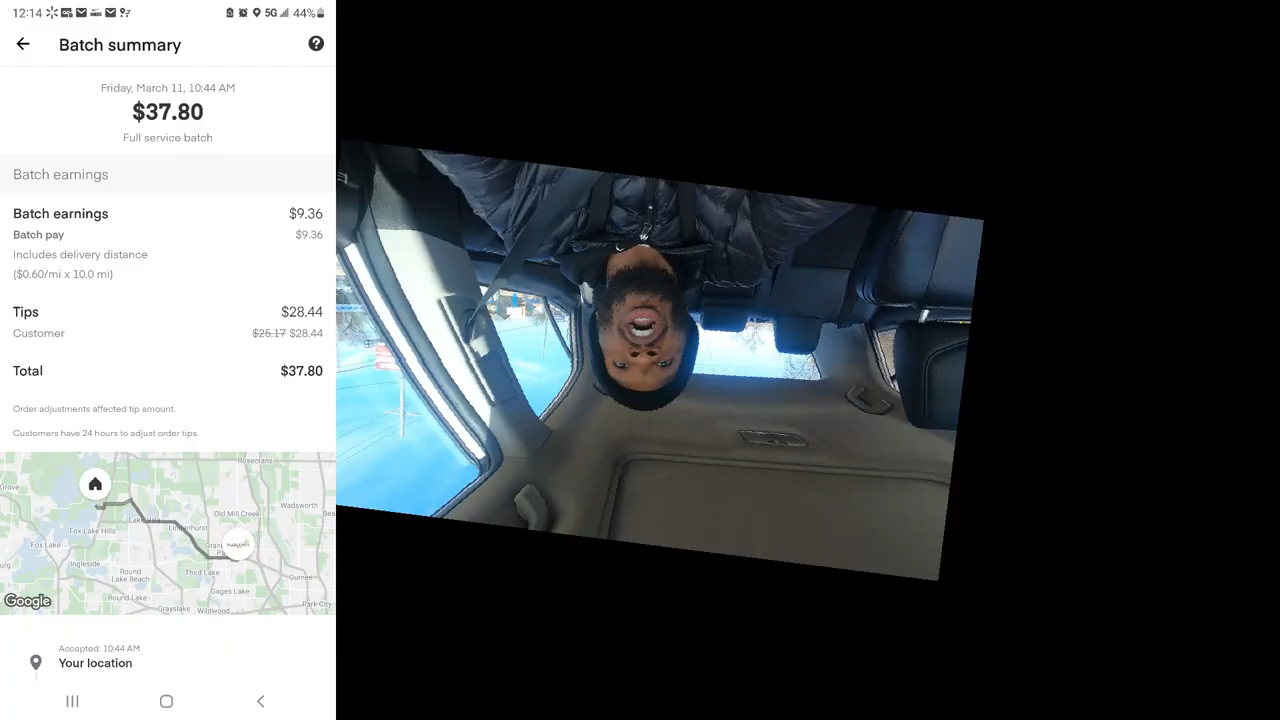 12:14
5G
44%
Batch summary
Friday, March 11, 10:44 AM
$37.80
Full service batch
Batch earnings
Batch earnings $9.36
Batch pay $9.36
Includes delivery distance
($0.60/mi x 10.0 mi)
Tips $28.44
Customer $25.17 $28.44
Total $37.80
Order adjustments affected tip amount.
Customers have 24 hours to adjust order tips.
Rosecrans
Grove
Old Mill Creek
Wadsworth
Lake Villa
Lindenhurst
Fox Lake Hills
Fox Lake
Ingleside
Third Lake
Gurnee
Round
Lake Beach
Gages Lake
Round Lake
Park City
Grayslake
Wildwood
Google
Accepted: 10:44 AM
Your location